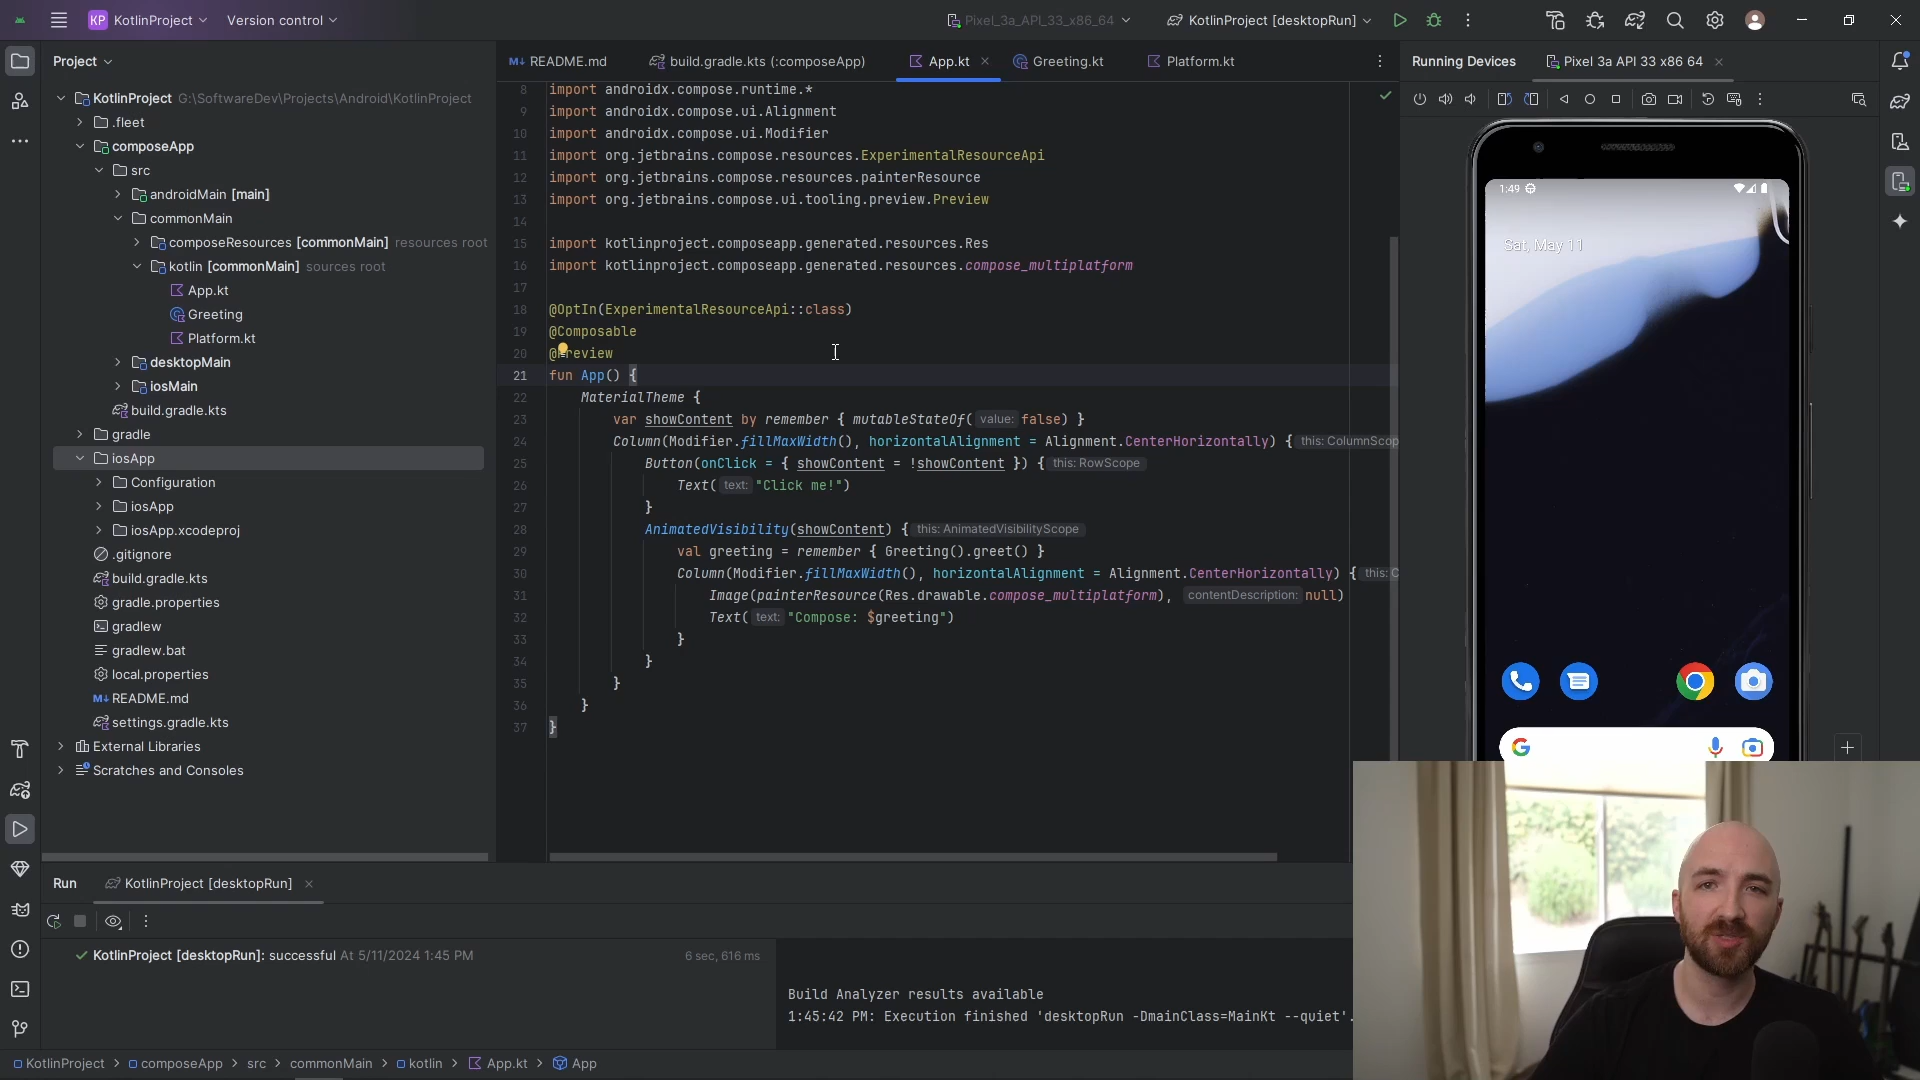 KP KotlinProject
Version control
Pixel_3a_API_33_x86_64
KotlinProject [desktopRun]
Project
README.md
build.gradle.kts (:composeApp)
App.kt
Greeting.kt
Platform.kt
Running Devices
Pixel 3a API 33 x86 64
KotlinProject G:\SoftwareDev\Projects\Android\KotlinProject
.fleet
composeApp
src
androidMain [main]
commonMain
composeResources [commonMain] resources root
kotlin [commonMain] sources root
App.kt
Greeting
Platform.kt
desktopMain
iosMain
build.gradle.kts
gradle
iosApp
Configuration
iosApp
iosApp.xcodeproj
.gitignore
build.gradle.kts
gradle.properties
gradlew
gradlew.bat
local.properties
README.md
settings.gradle.kts
External Libraries
Scratches and Consoles
8 import androidx.compose.runtime.*
9 import androidx.compose.ui.Alignment
10 import androidx.compose.ui.Modifier
11 import org.jetbrains.compose.resources.ExperimentalResourceApi
12 import org.jetbrains.compose.resources.painterResource
13 import org.jetbrains.compose.ui.tooling.preview.Preview
14
15 import kotlinproject.composeapp.generated.resources.Res
16 import kotlinproject.composeapp.generated.resources.compose_multiplatform
17
18 @OptIn(ExperimentalResourceApi::class)
19 @Composable
20 @Preview
21 fun App() {
22 MaterialTheme {
23 var showContent by remember { mutableStateOf( value: false) }
24 Column(Modifier.fillMaxWidth(), horizontalAlignment = Alignment.CenterHorizontally) { this: ColumnScop
25 Button(onClick = { showContent = !showContent }) { this: RowScope
26 Text( text: "Click me!")
27 }
28 AnimatedVisibility(showContent) { this: AnimatedVisibilityScope
29 val greeting = remember { Greeting().greet() }
30 Column(Modifier.fillMaxWidth(), horizontalAlignment = Alignment.CenterHorizontally) { this: C
31 Image(painterResource(Res.drawable.compose_multiplatform), contentDescription: null)
32 Text( text: "Compose: $greeting")
33 }
34 }
35 }
36 }
37 }
1:49
Sat, May 11
Run
KotlinProject [desktopRun]
KotlinProject [desktopRun]: successful At 5/11/2024 1:45 PM
6 sec, 616 ms
Build Analyzer results available
1:45:42 PM: Execution finished 'desktopRun -DmainClass=MainKt --quiet'.
KotlinProject > composeApp > src > commonMain > kotlin > App.kt > App